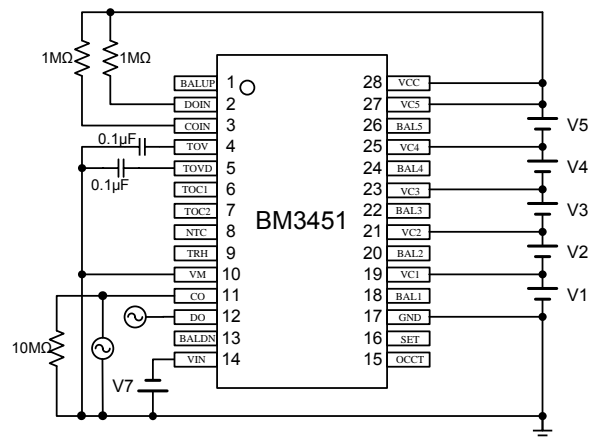 1MΩ 1MΩ
BALUP 1 28 VCC
DOIN 2 27 VC5
COIN 3 26 BAL5 V5
0.1μF TOV 4 25 VC4
0.1μF TOVD 5 24 BAL4 V4
TOC1 6 23 VC3
TOC2 7 BM3451 22 BAL3 V3
NTC 8 21 VC2
TRH 9 20 BAL2 V2
VM 10 19 VC1
CO 11 18 BAL1 V1
DO 12 17 GND
10MΩ BALDN 13 16 SET
V7 VIN 14 15 OCCT